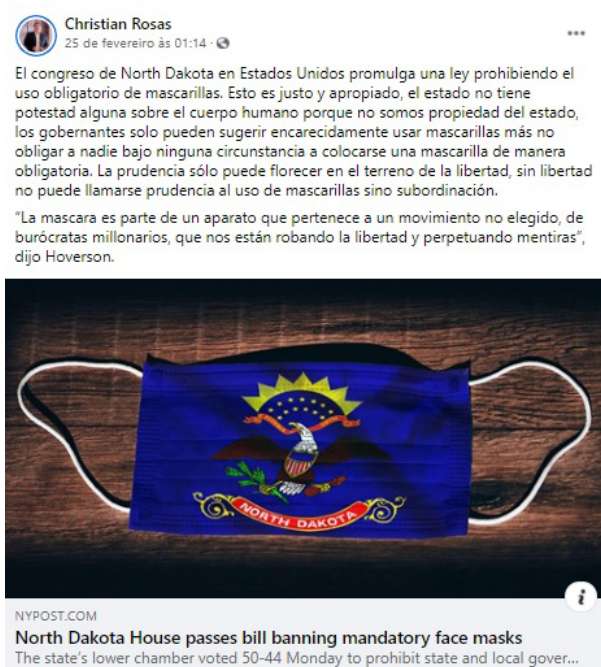 Christian Rosas
25 de fevereiro às 01:14 ·
El congreso de North Dakota en Estados Unidos promulga una ley prohibiendo el
uso obligatorio de mascarillas. Esto es justo y apropiado, el estado no tiene
potestad alguna sobre el cuerpo humano porque no somos propiedad del estado,
los gobernantes solo pueden sugerir encarecidamente usar mascarillas más no
obligar a nadie bajo ninguna circunstancia a colocarse una mascarilla de manera
obligatoria. La prudencia sólo puede florecer en el terreno de la libertad, sin libertad
no puede llamarse prudencia al uso de mascarillas sino subordinación.
“La mascara es parte de un aparato que pertenece a un movimiento no elegido, de
burócratas millonarios, que nos están robando la libertad y perpetuando mentiras”,
dijo Hoverson.
NORTH DAKOTA
NYPOST.COM
North Dakota House passes bill banning mandatory face masks
The state's lower chamber voted 50-44 Monday to prohibit state and local gover...